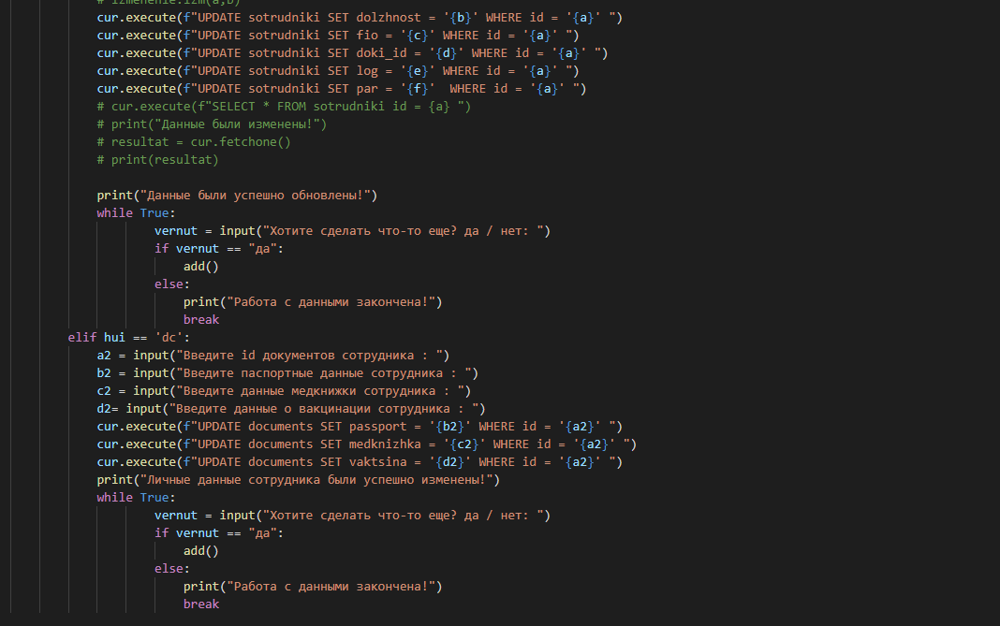 # izmenenie.izm(a,b)
cur.execute(f"UPDATE sotrudniki SET dolzhnost = '{b}' WHERE id = '{a}' ")
cur.execute(f"UPDATE sotrudniki SET fio = '{c}' WHERE id = '{a}' ")
cur.execute(f"UPDATE sotrudniki SET doki_id = '{d}' WHERE id = '{a}' ")
cur.execute(f"UPDATE sotrudniki SET log = '{e}' WHERE id = '{a}' ")
cur.execute(f"UPDATE sotrudniki SET par = '{f}'  WHERE id = '{a}' ")
# cur.execute(f"SELECT * FROM sotrudniki id = {a} ")
# print("Данные были изменены!")
# resultat = cur.fetchone()
# print(resultat)
print("Данные были успешно обновлены!")
while True:
vernut = input("Хотите сделать что-то еще? да / нет: ")
if vernut == "да":
add()
else:
print("Работа с данными закончена!")
break
elif hui == 'dc':
a2 = input("Введите id документов сотрудника : ")
b2 = input("Введите паспортные данные сотрудника : ")
c2 = input("Введите данные медкнижки сотрудника : ")
d2= input("Введите данные о вакцинации сотрудника : ")
cur.execute(f"UPDATE documents SET passport = '{b2}' WHERE id = '{a2}' ")
cur.execute(f"UPDATE documents SET medknizhka = '{c2}' WHERE id = '{a2}' ")
cur.execute(f"UPDATE documents SET vaktsina = '{d2}' WHERE id = '{a2}' ")
print("Личные данные сотрудника были успешно изменены!")
while True:
vernut = input("Хотите сделать что-то еще? да / нет: ")
if vernut == "да":
add()
else:
print("Работа с данными закончена!")
break